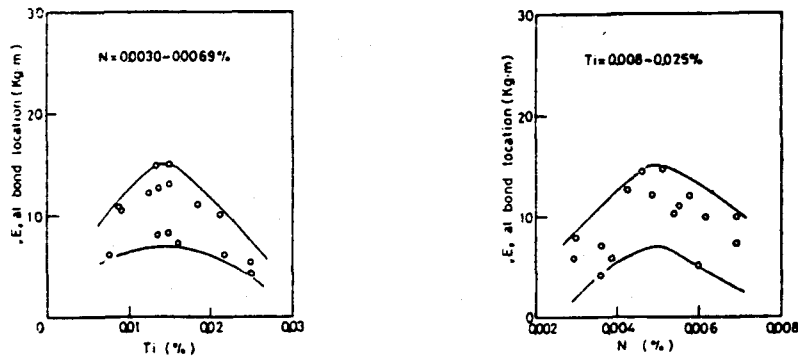 30
N=0.0030-0.0069%
20
10
0
0.01
0.02
0.03
Ti (%)
vE₀ at bond location (Kg·m)
30
Ti=0.008-0.025%
20
10
0
0.002
0.004
0.006
0.008
N (%)
vE₀ at bond location (Kg·m)